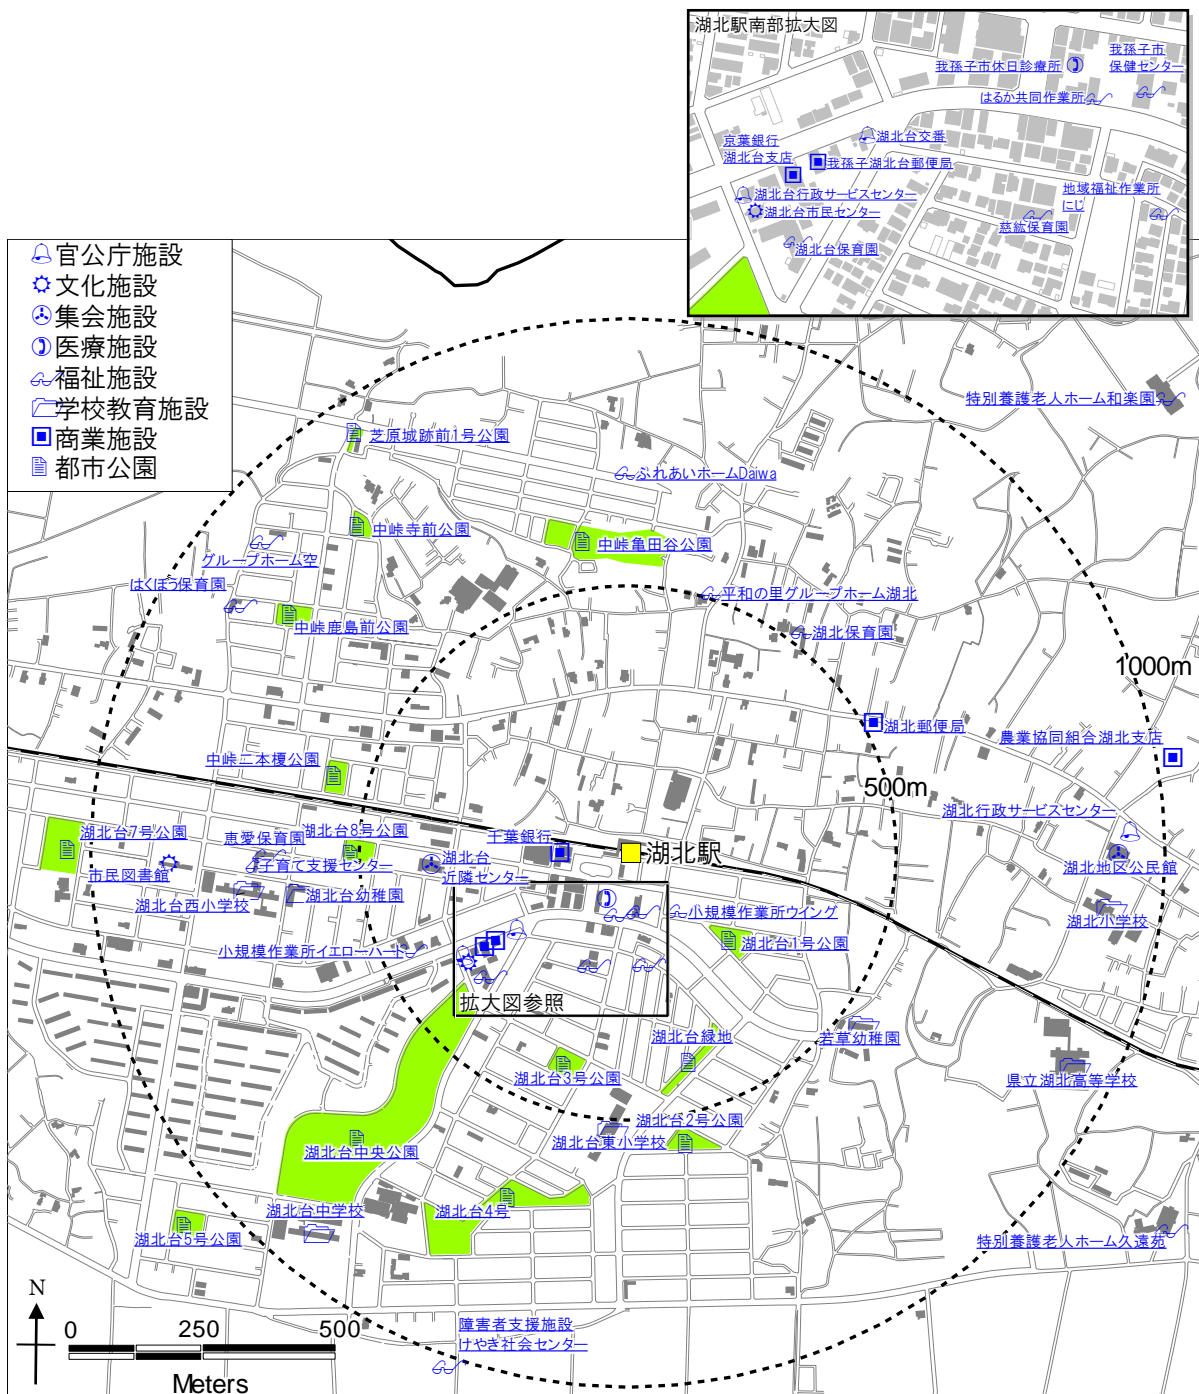 湖北駅南部拡大図
我孫子市休日診療所
我孫子市
保健センター
はるか共同作業所
京葉銀行
湖北台支店
湖北台交番
我孫子湖北台郵便局
湖北台行政サービスセンター
湖北台市民センター
湖北台保育園
地域福祉作業所
にじ
慈紘保育園
官公庁施設
文化施設
集会施設
医療施設
福祉施設
学校教育施設
商業施設
都市公園
特別養護老人ホーム和楽園
芝原城跡前1号公園
ふれあいホームDaiwa
中峠寺前公園
中峠亀田谷公園
グループホーム空
はくほう保育園
平和の里グループホーム湖北
中峠鹿島前公園
湖北保育園
1000m
湖北郵便局
農業協同組合湖北支店
中峠二本榎公園
500m
湖北行政サービスセンター
湖北台7号公園
恵愛保育園
湖北台8号公園
千葉銀行
湖北駅
子育て支援センター
湖北台
近隣センター
市民図書館
湖北地区公民館
湖北台西小学校
湖北台幼稚園
小規模作業所ウイング
湖北小学校
小規模作業所イエローハート
湖北台1号公園
拡大図参照
湖北台緑地
若草幼稚園
湖北台3号公園
県立湖北高等学校
湖北台2号公園
湖北台東小学校
湖北台中央公園
湖北台中学校
湖北台4号
湖北台5号公園
特別養護老人ホーム久遠苑
N
0 250 500
Meters
障害者支援施設
けやき社会センター